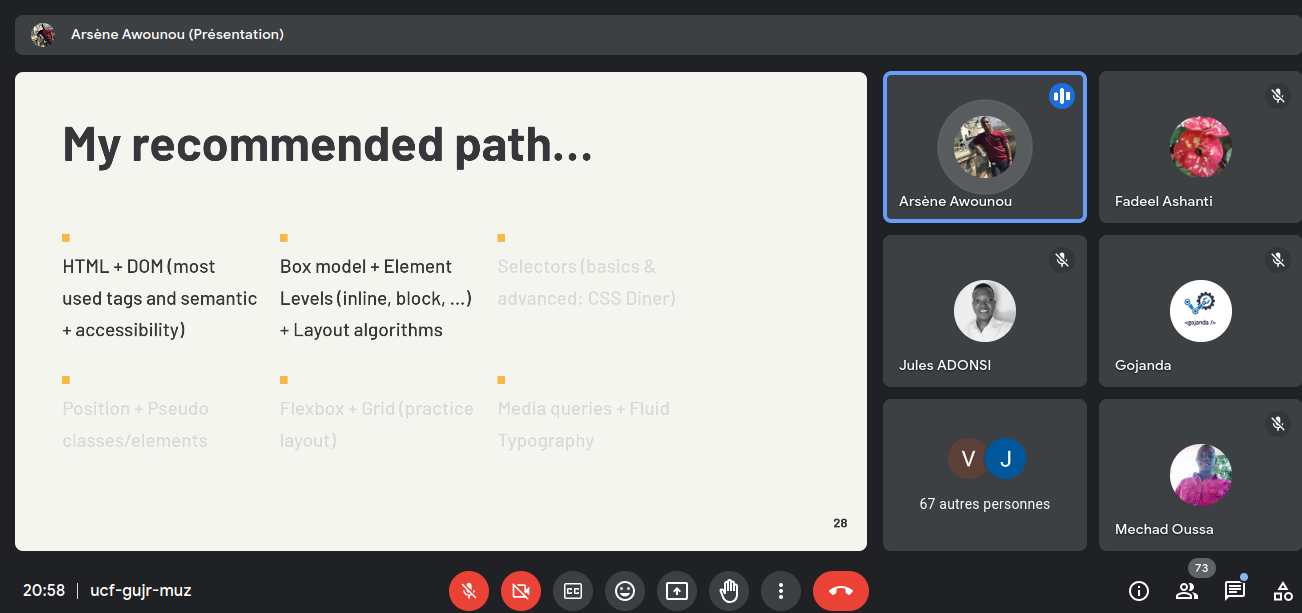 Arsène Awounou (Présentation)
My recommended path...
HTML + DOM (most
used tags and semantic
+ accessibility)
Box model + Element
Levels (inline, block, ...)
+ Layout algorithms
Selectors (basics &
advanced: CSS Diner)
Position + Pseudo
classes/elements
Flexbox + Grid (practice
layout)
Media queries + Fluid
Typography
28
Arsène Awounou
Fadeel Ashanti
Jules ADONSI
<gojanda />
Gojanda
V
J
67 autres personnes
Mechad Oussa
20:58 | ucf-gujr-muz
CC
73